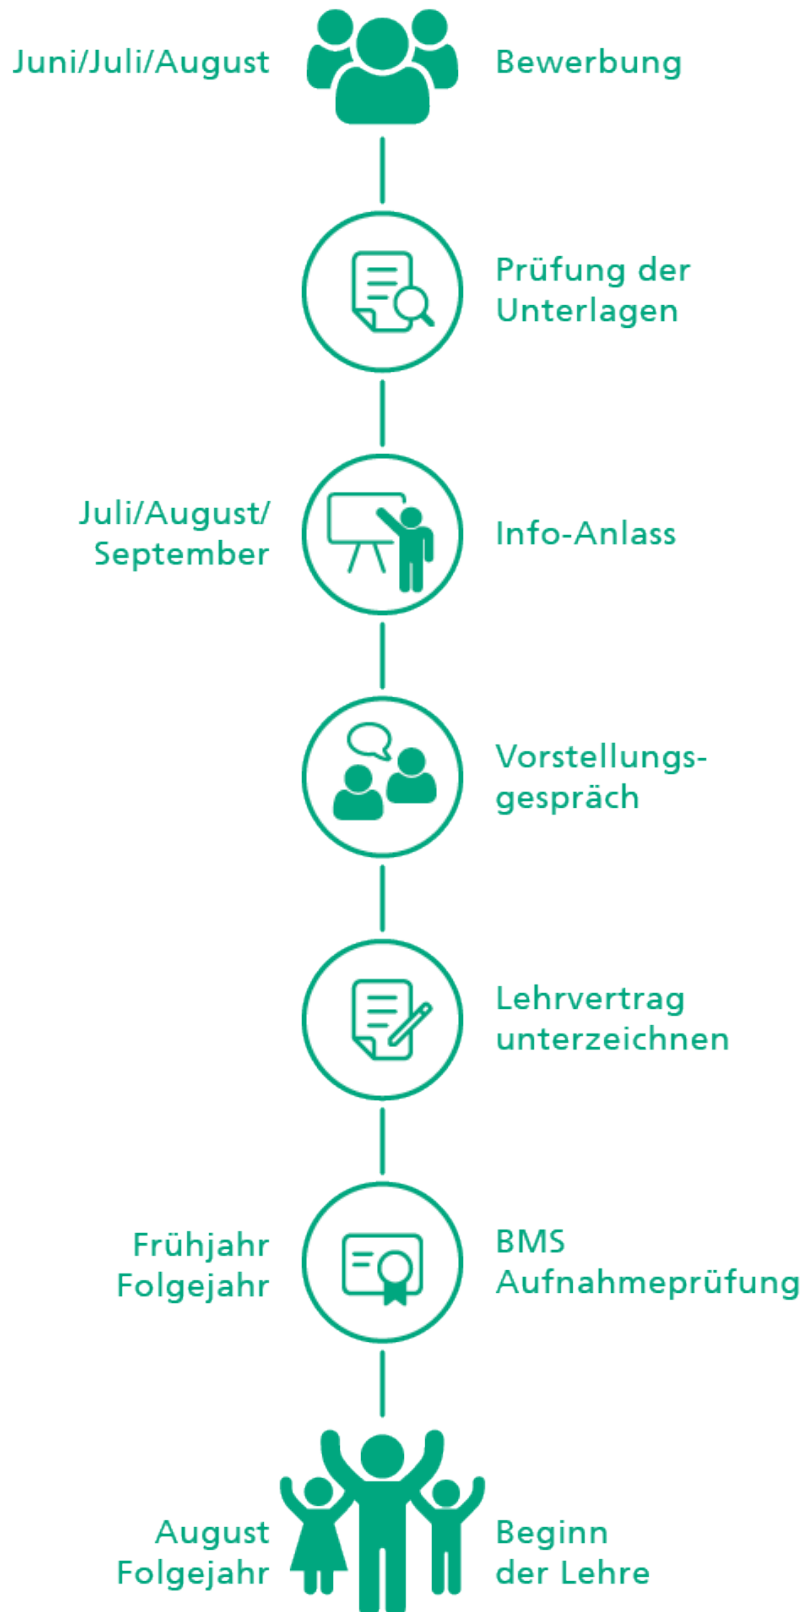 Juni/Juli/August
Bewerbung
Prüfung der
Unterlagen
Juli/August/
September
Info-Anlass
Vorstellungs-
gespräch
Lehrvertrag
unterzeichnen
Frühjahr
Folgejahr
BMS
Aufnahmeprüfung
August
Folgejahr
Beginn
der Lehre